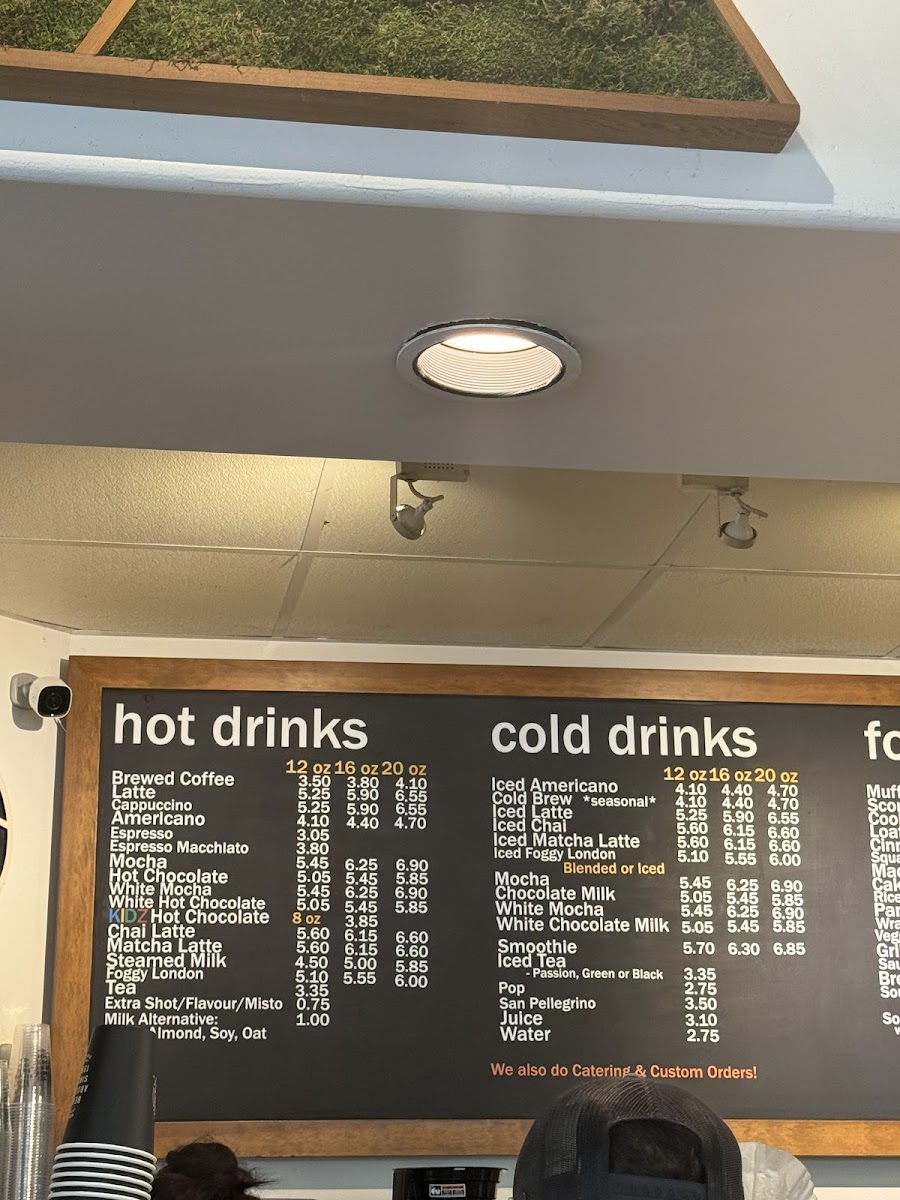 hot drinks
12 oz 16 oz 20 oz
Brewed Coffee 3.50 3.80 4.10
Latte 5.25 5.90 6.55
Cappuccino 5.25 5.90 6.55
Americano 4.10 4.40 4.70
Espresso 3.05
Espresso Macchiato 3.80
Mocha 5.45 6.25 6.90
Hot Chocolate 5.05 5.45 5.85
White Mocha 5.45 6.25 6.90
White Hot Chocolate 5.05 5.45 5.85
KIDZ Hot Chocolate 8 oz 3.85
Chai Latte 5.60 6.15 6.60
Matcha Latte 5.60 6.15 6.60
Steamed Milk 4.50 5.00 5.85
Foggy London 5.10 5.55 6.00
Tea 3.35
Extra Shot/Flavour/Misto 0.75
Milk Alternative: 1.00
Almond, Soy, Oat
cold drinks
12 oz 16 oz 20 oz
Iced Americano 4.10 4.40 4.70
Cold Brew *seasonal* 4.10 4.40 4.70
Iced Latte 5.25 5.90 6.55
Iced Chai 5.60 6.15 6.60
Iced Matcha Latte 5.60 6.15 6.60
Iced Foggy London 5.10 5.55 6.00
Blended or Iced
Mocha 5.45 6.25 6.90
Chocolate Milk 5.05 5.45 5.85
White Mocha 5.45 6.25 6.90
White Chocolate Milk 5.05 5.45 5.85
Smoothie 5.70 6.30 6.85
Iced Tea
- Passion, Green or Black 3.35
Pop 2.75
San Pellegrino 3.50
Juice 3.10
Water 2.75
We also do Catering & Custom Orders!